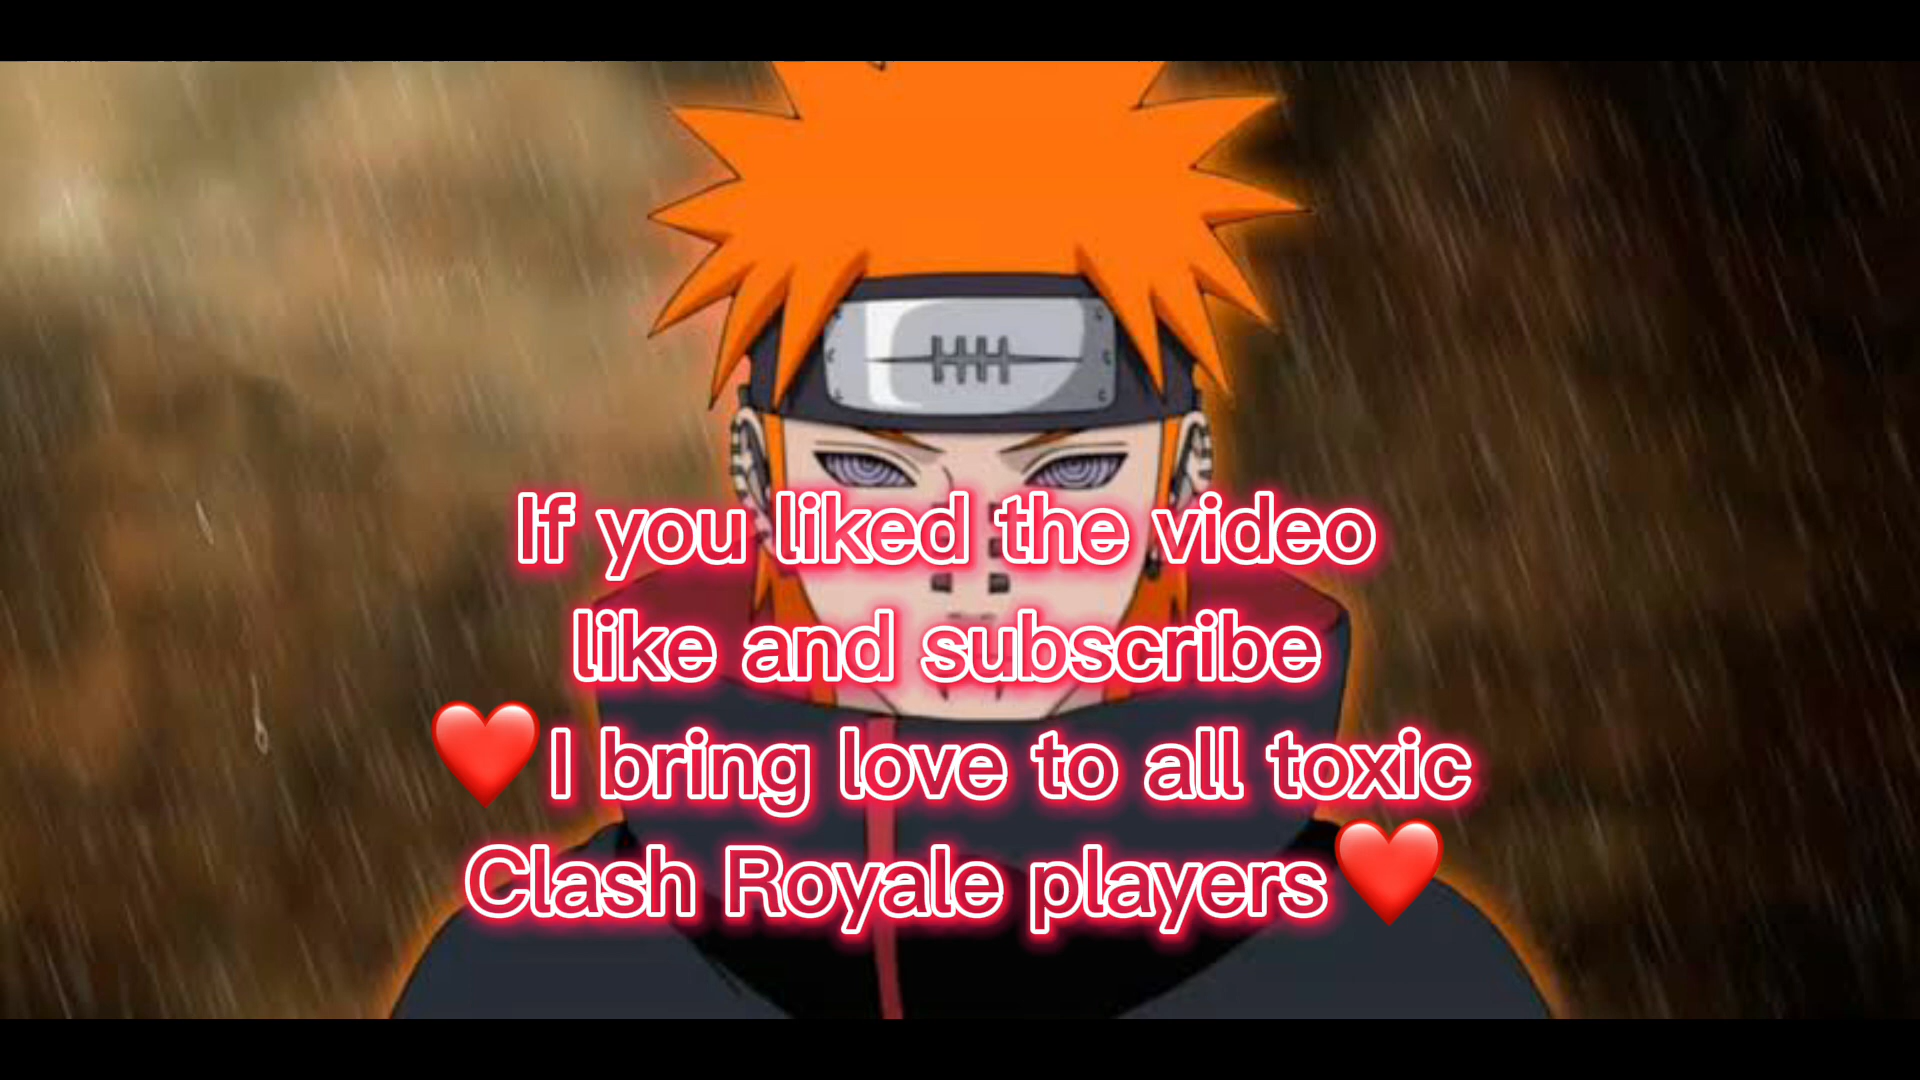 If you liked the video
like and subscribe
❤️I bring love to all toxic
Clash Royale players❤️